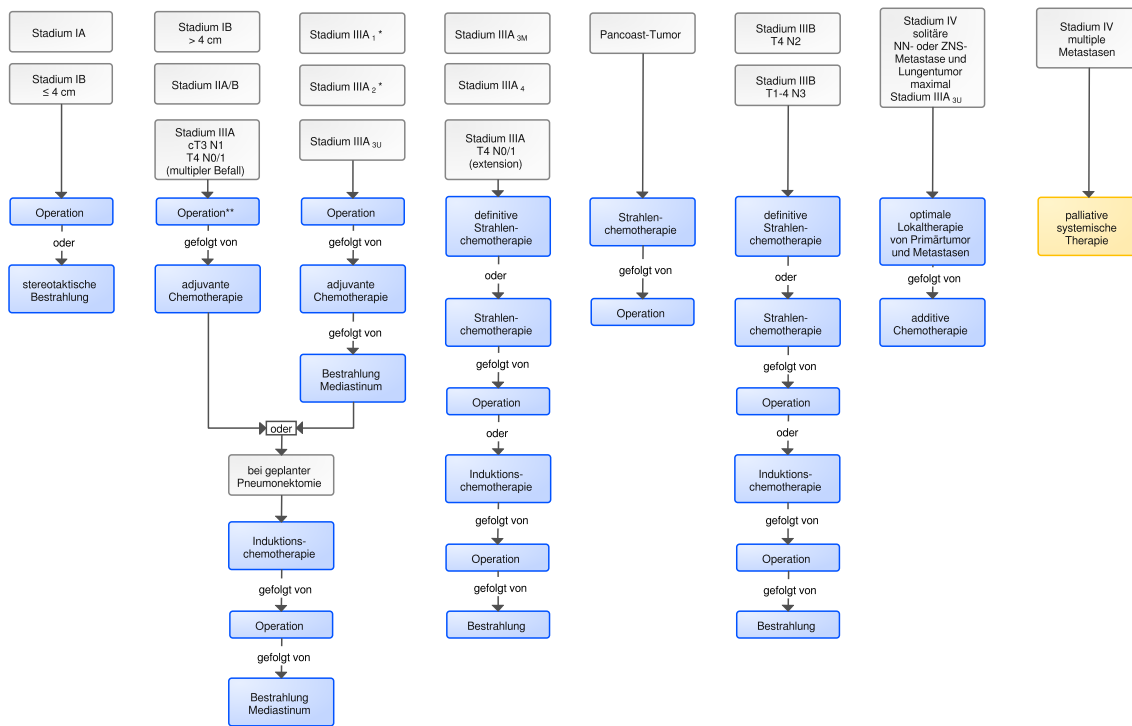 Stadium IA
Stadium IB
≤ 4 cm
Operation
oder
stereotaktische
Bestrahlung
Stadium IB
> 4 cm
Stadium IIA/B
Stadium IIIA
cT3 N1
T4 N0/1
(multipler Befall)
Operation**
gefolgt von
adjuvante
Chemotherapie
Stadium IIIA 1 *
Stadium IIIA 2 *
Stadium IIIA 3U
Operation
gefolgt von
adjuvante
Chemotherapie
gefolgt von
Bestrahlung
Mediastinum
oder
bei geplanter
Pneumonektomie
Induktions-
chemotherapie
gefolgt von
Operation
gefolgt von
Bestrahlung
Mediastinum
Stadium IIIA 3M
Stadium IIIA 4
Stadium IIIA
T4 N0/1
(extension)
definitive
Strahlen-
chemotherapie
oder
Strahlen-
chemotherapie
gefolgt von
Operation
oder
Induktions-
chemotherapie
gefolgt von
Operation
gefolgt von
Bestrahlung
Pancoast-Tumor
Strahlen-
chemotherapie
gefolgt von
Operation
Stadium IIIB
T4 N2
Stadium IIIB
T1-4 N3
definitive
Strahlen-
chemotherapie
oder
Strahlen-
chemotherapie
gefolgt von
Operation
oder
Induktions-
chemotherapie
gefolgt von
Operation
gefolgt von
Bestrahlung
Stadium IV
solitäre
NN- oder ZNS-
Metastase und
Lungentumor
maximal
Stadium IIIA 3U
optimale
Lokaltherapie
von Primärtumor
und Metastasen
gefolgt von
additive
Chemotherapie
Stadium IV
multiple
Metastasen
palliative
systemische
Therapie